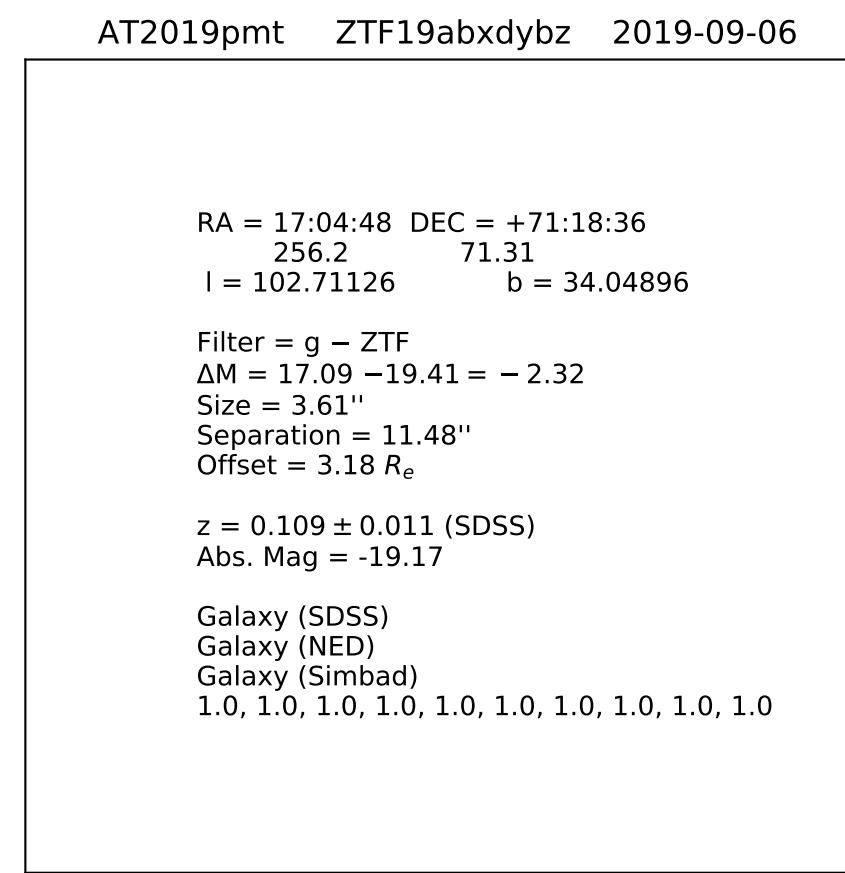 AT2019pmt ZTF19abxdybz 2019-09-06
RA = 17:04:48 DEC = +71:18:36
256.2 71.31
l = 102.71126 b = 34.04896
Filter = g − ZTF
ΔM = 17.09 −19.41 = − 2.32
Size = 3.61''
Separation = 11.48''
Offset = 3.18 Rₑ
z = 0.109 ± 0.011 (SDSS)
Abs. Mag = -19.17
Galaxy (SDSS)
Galaxy (NED)
Galaxy (Simbad)
1.0, 1.0, 1.0, 1.0, 1.0, 1.0, 1.0, 1.0, 1.0, 1.0